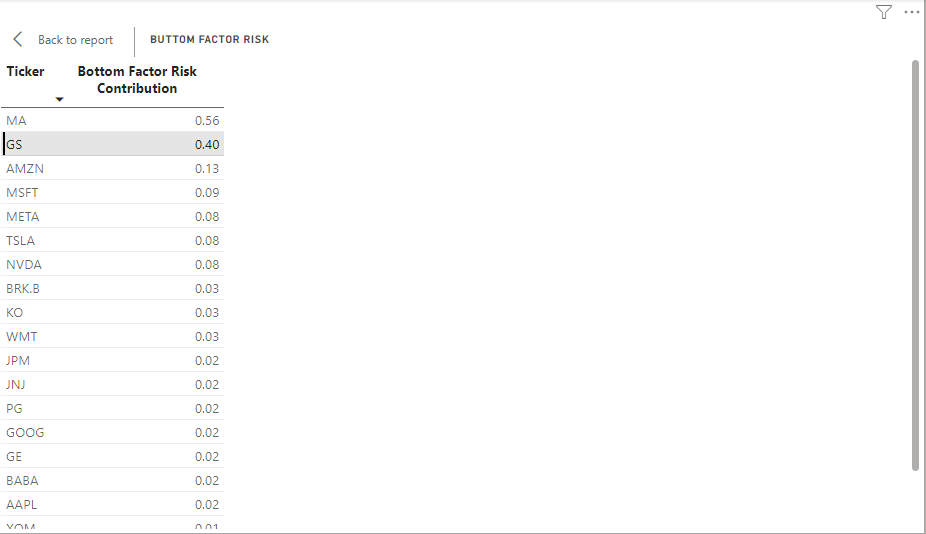 Back to report
BUTTOM FACTOR RISK
Ticker Bottom Factor Risk
Contribution
MA 0.56
GS 0.40
AMZN 0.13
MSFT 0.09
META 0.08
TSLA 0.08
NVDA 0.08
BRK.B 0.03
KO 0.03
WMT 0.03
JPM 0.02
JNJ 0.02
PG 0.02
GOOG 0.02
GE 0.02
BABA 0.02
AAPL 0.02
XOM 0.01